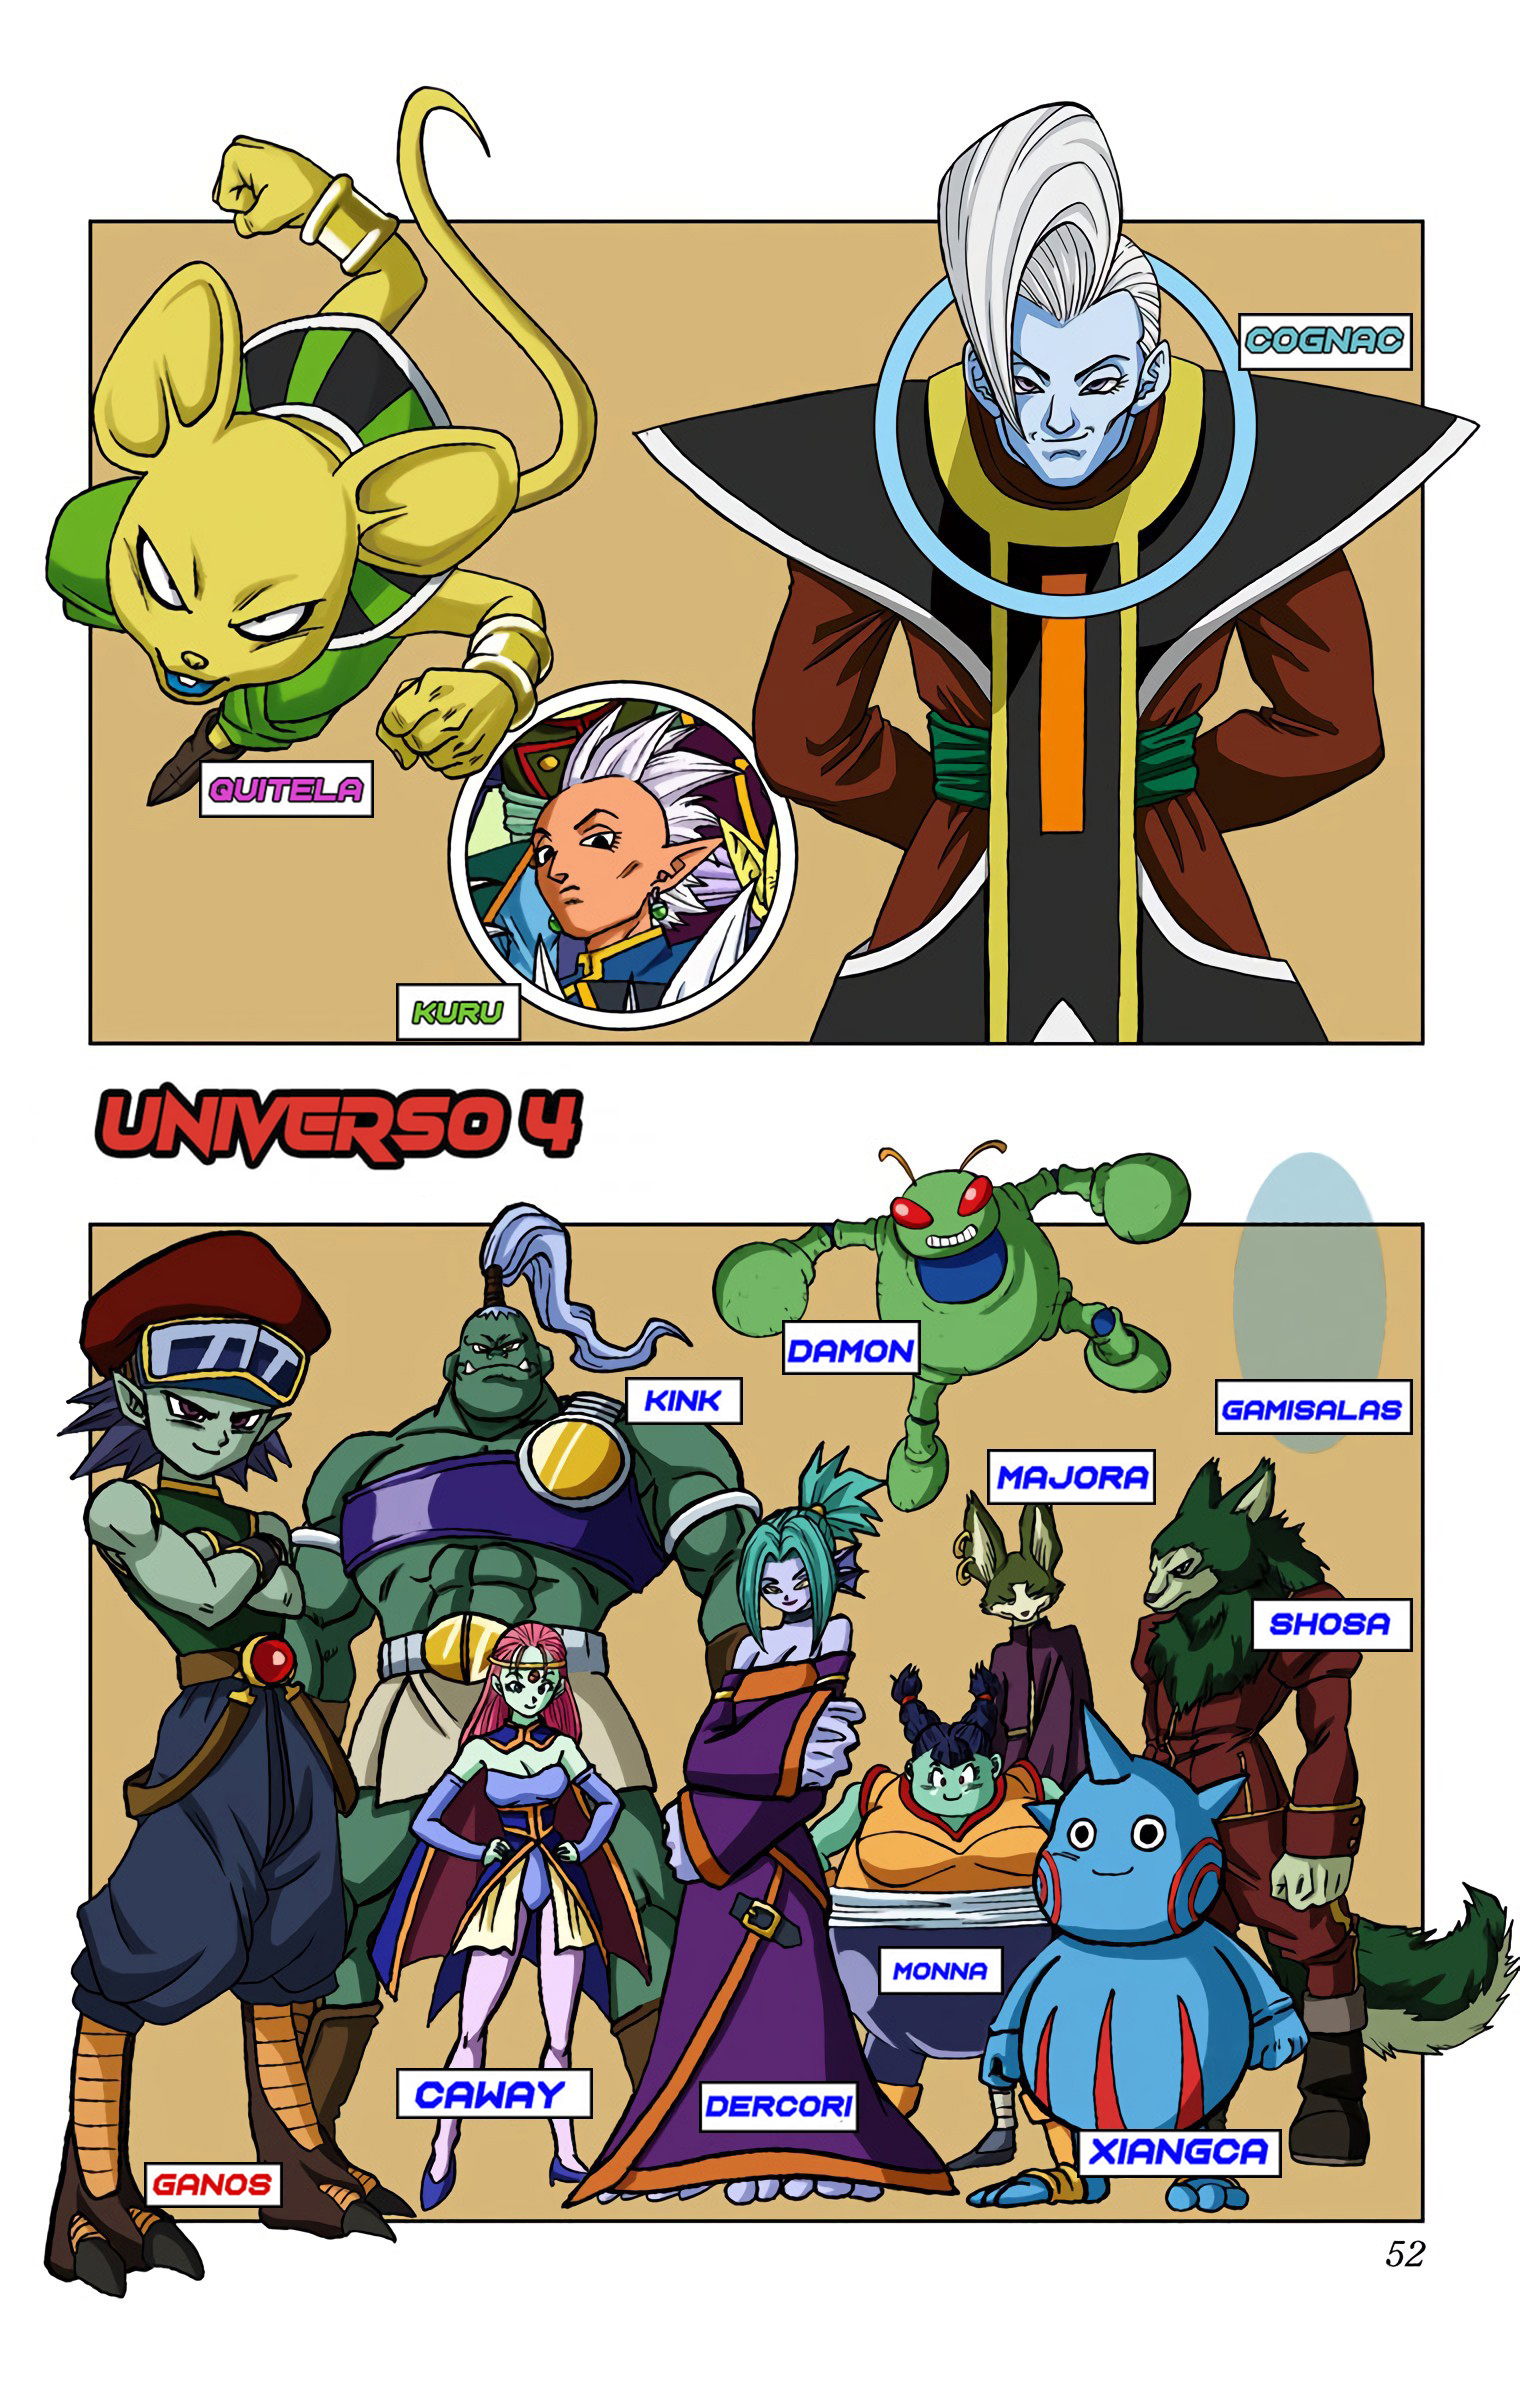 COGNAC
QUITELA
KURU
UNIVERSO 4
DAMON
KINK
GAMISALAS
MAJORA
SHOSA
MONNA
CAWAY
DERCORI
XIANGCA
GANOS
52